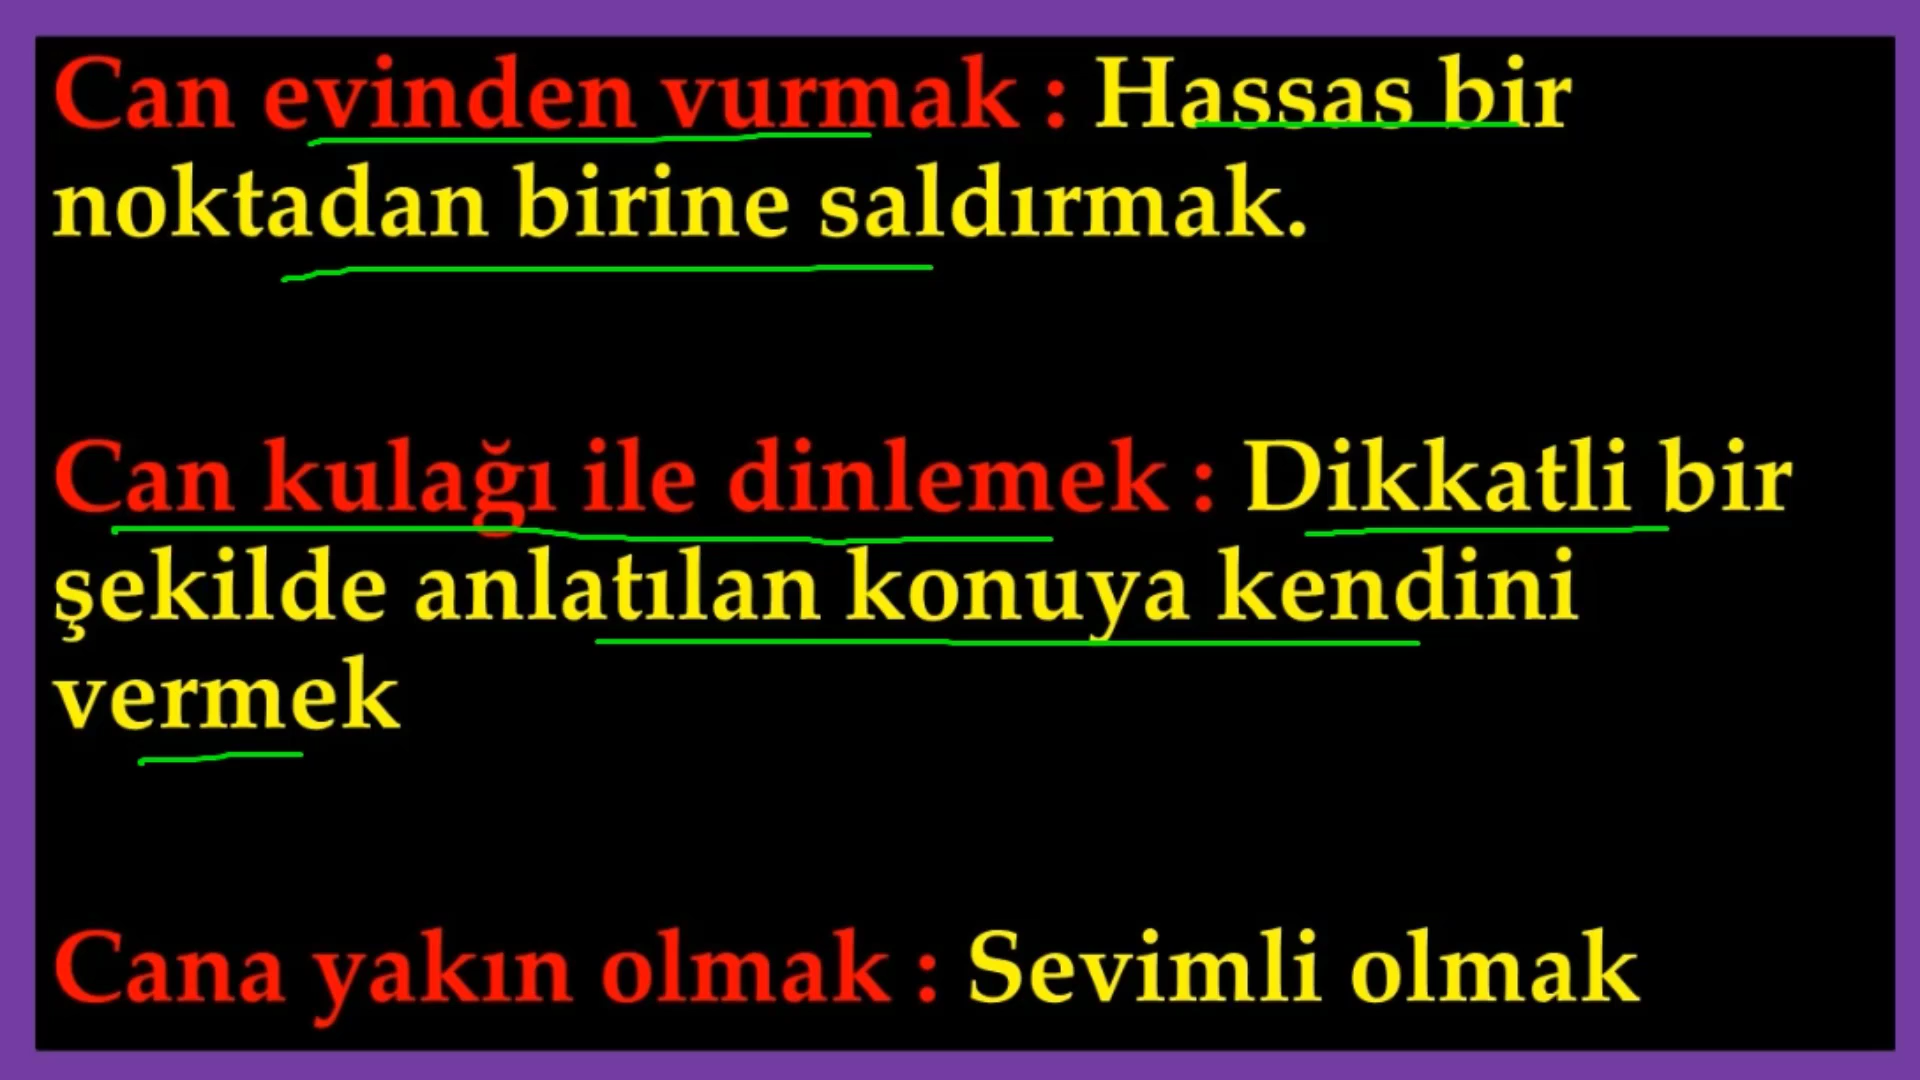 Can evinden vurmak : Hassas bir
noktadan birine saldırmak.
Can kulağı ile dinlemek : Dikkatli bir
şekilde anlatılan konuya kendini
vermek
Cana yakın olmak : Sevimli olmak